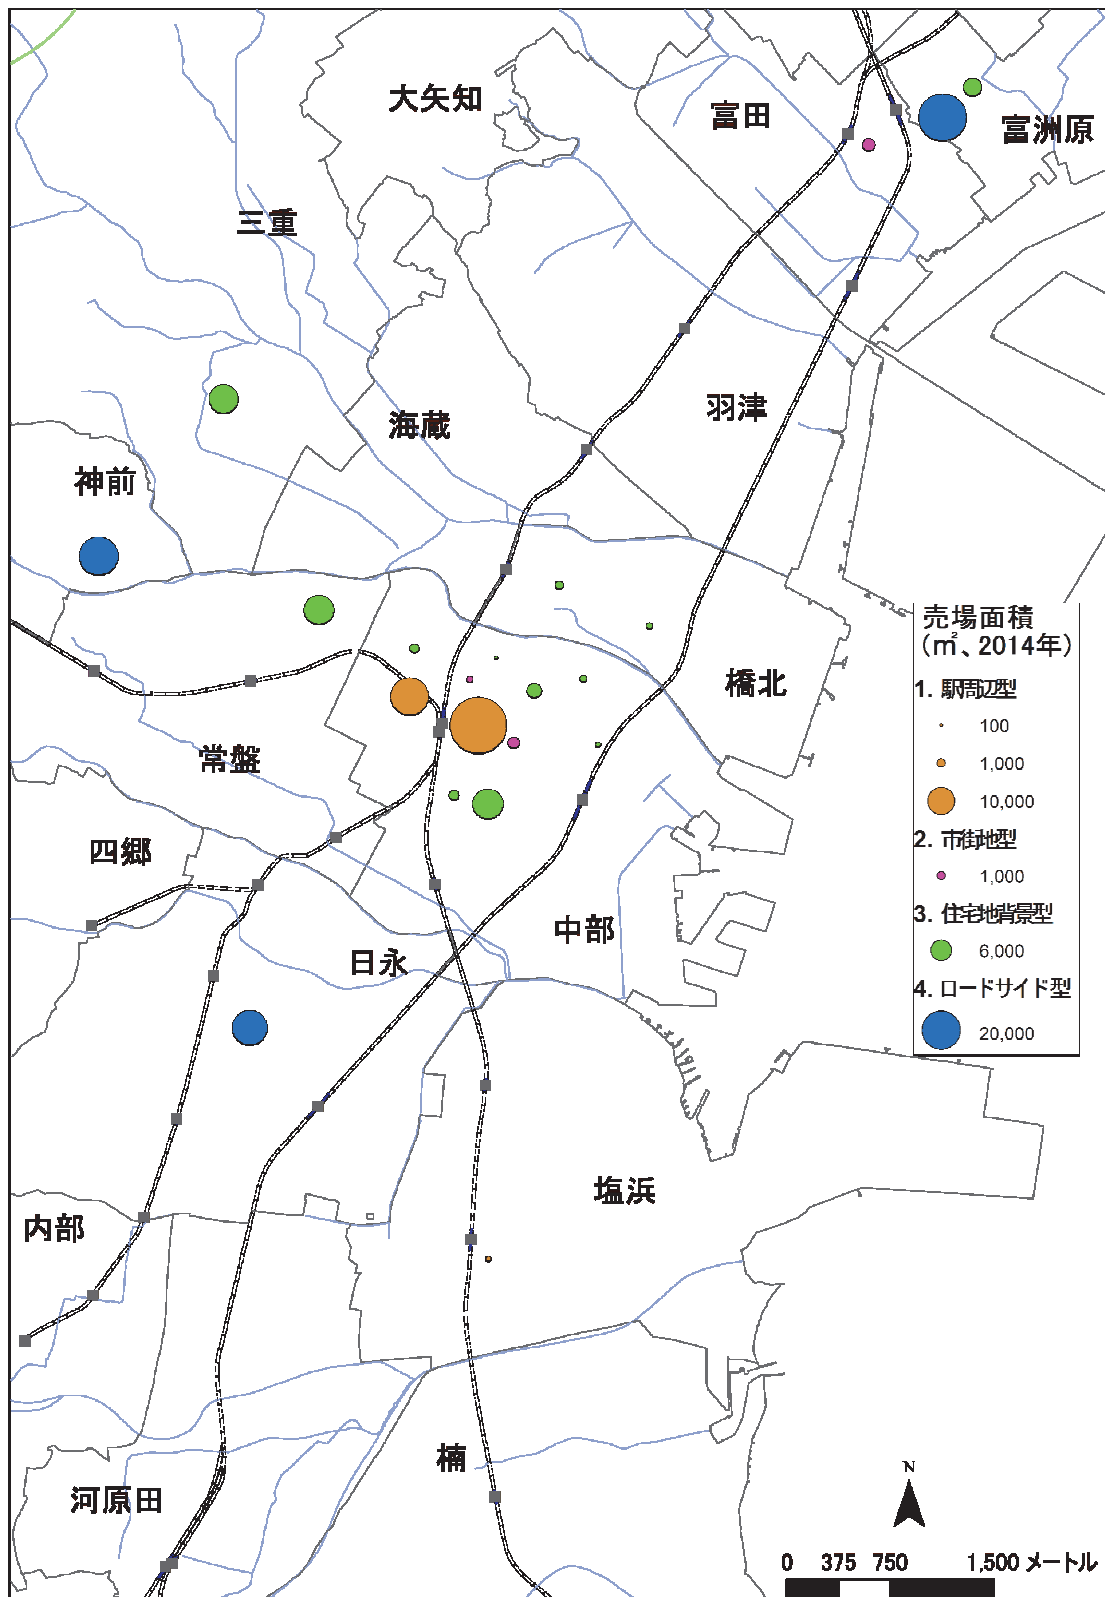 大矢知
富田
富洲原
三重
羽津
海蔵
神前
橋北
常盤
四郷
中部
日永
塩浜
内部
楠
河原田
売場面積
（㎡、2014年）
1. 駅周辺型
100
1,000
10,000
2. 市街地型
1,000
3. 住宅地背景型
6,000
4. ロードサイド型
20,000
N
0 375 750 1,500 メートル